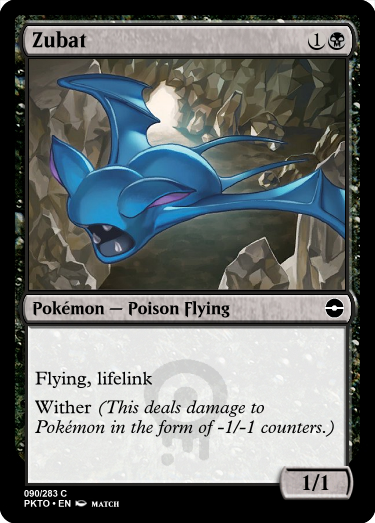 Zubat 1
Pokémon — Poison Flying
Flying, lifelink
Wither (This deals damage to
Pokémon in the form of -1/-1 counters.)
1/1
090/283 C
PKTO • EN MATCH